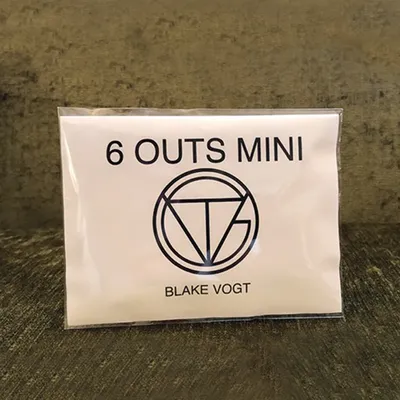 6 OUTS MINI
BLAKE VOGT